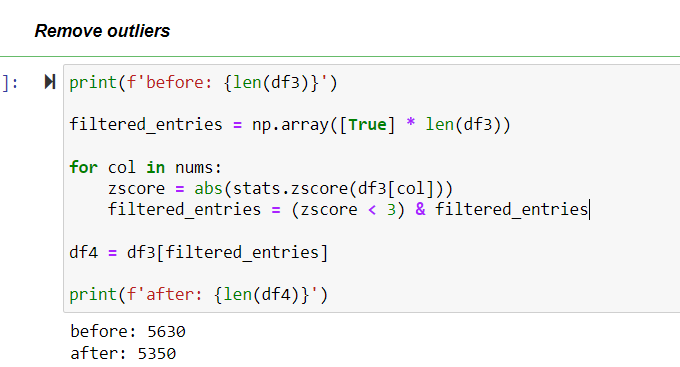 Remove outliers
]:
print(f'before: {len(df3)}')
filtered_entries = np.array([True] * len(df3))
for col in nums:
    zscore = abs(stats.zscore(df3[col]))
    filtered_entries = (zscore < 3) & filtered_entries
df4 = df3[filtered_entries]
print(f'after: {len(df4)}')
before: 5630
after: 5350